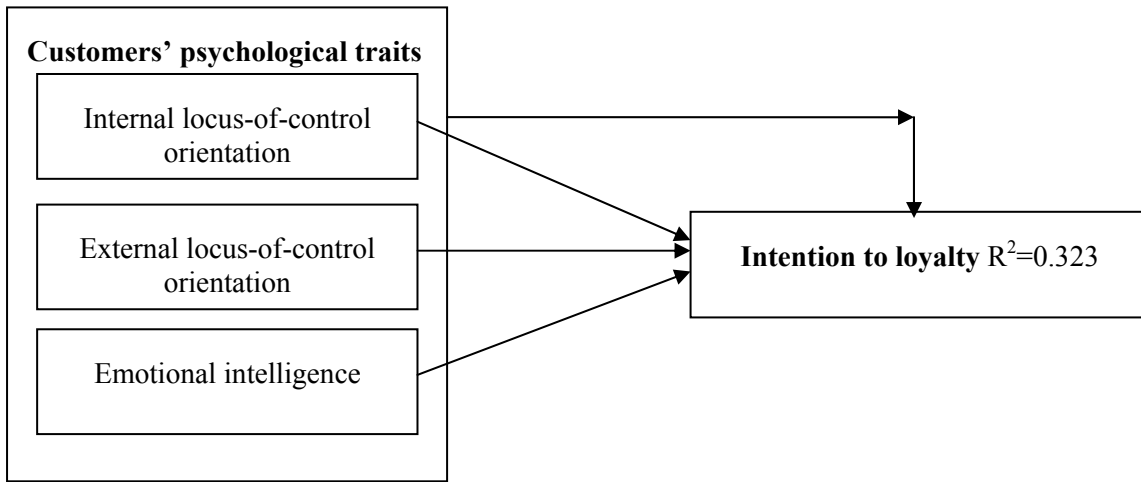 Customers’ psychological traits
Internal locus-of-control
orientation
External locus-of-control
orientation
Emotional intelligence
Intention to loyalty R²=0.323